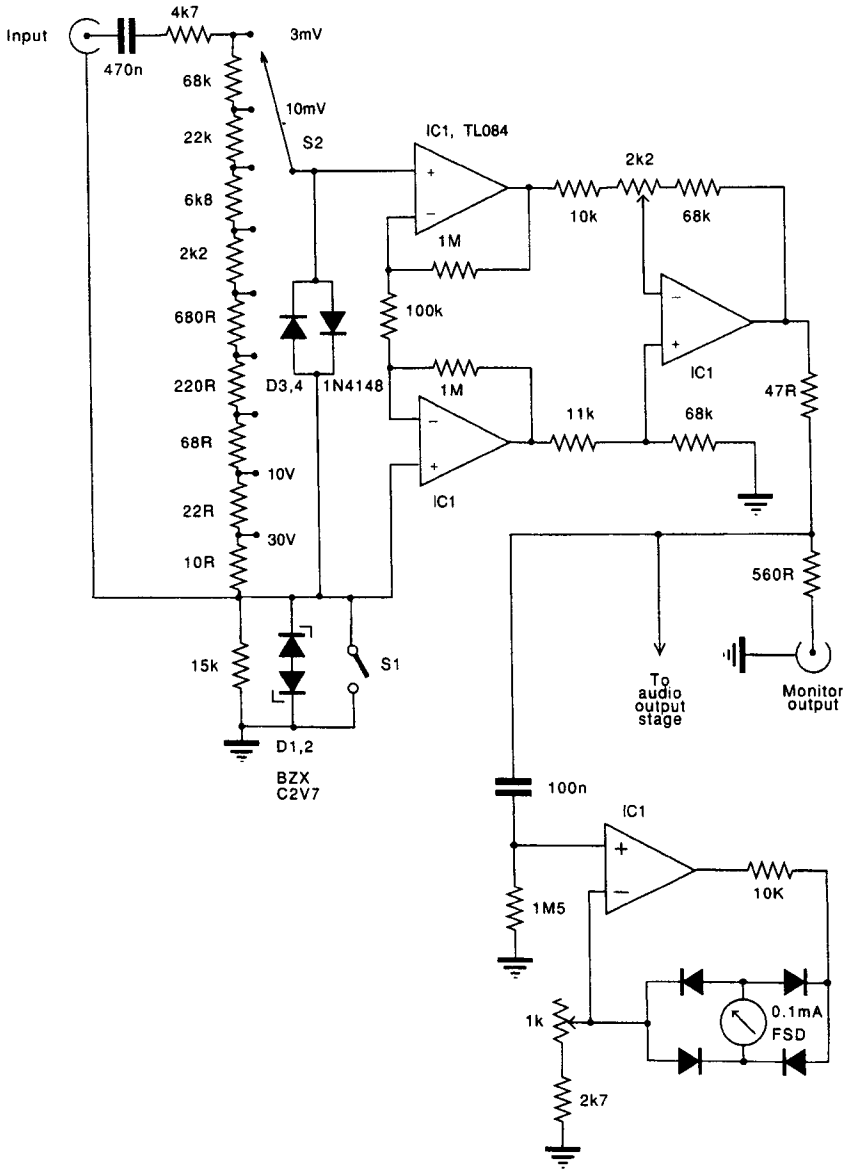 4k7
Input
3mV
470n
68k
10mV
S2
IC1, TL084
22k
2k2
6k8
10k
68k
1M
2k2
100k
680R
IC1
D3,4
1N4148
220R
1M
47R
11k
68k
68R
10V
IC1
22R
30V
10R
560R
15k
S1
To
audio
output
stage
Monitor
output
D1,2
BZX
C2V7
100n
IC1
10K
1M5
1k
0.1mA
FSD
2k7